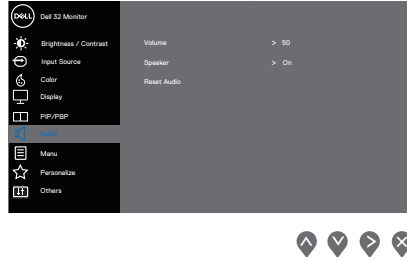 DELL
Dell 32 Monitor
Brightness / Contrast
Input Source
Color
Display
PIP/PBP
Audio
Manu
Personalize
Others
Volume > 50
Speaker > On
Reset Audio